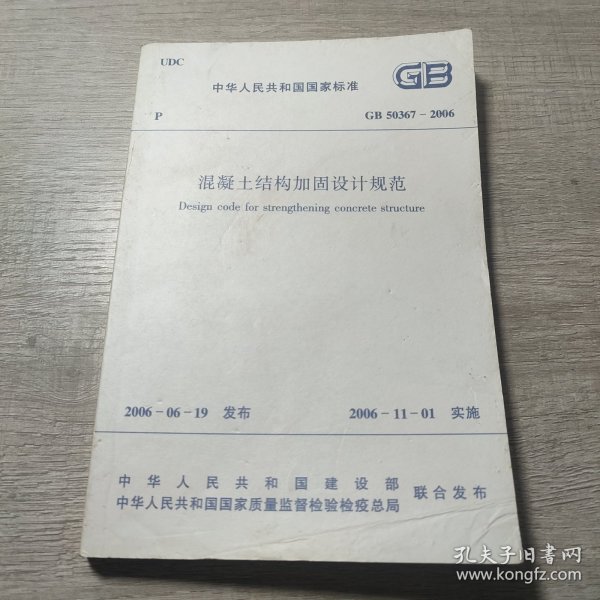 UDC
中华人民共和国国家标准
GB
P
GB 50367-2006
混凝土结构加固设计规范
Design code for strengthening concrete structure
2006-06-19 发布
2006-11-01 实施
中华人民共和国建设部
中华人民共和国国家质量监督检验检疫总局
联合发布
孔夫子旧书网
www.kongfz.com